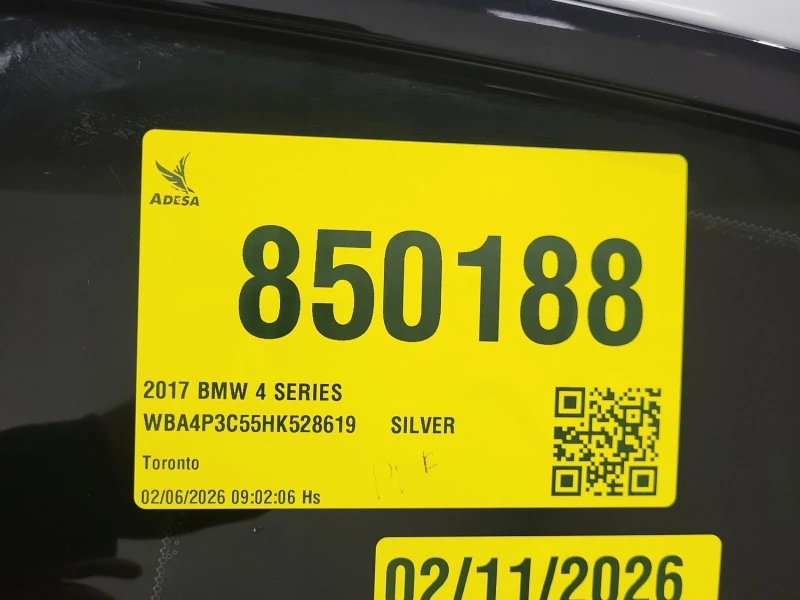 ADESA
850188
2017 BMW 4 SERIES
WBA4P3C55HK528619 SILVER
Toronto
02/06/2026 09:02:06 Hs
02/11/2026